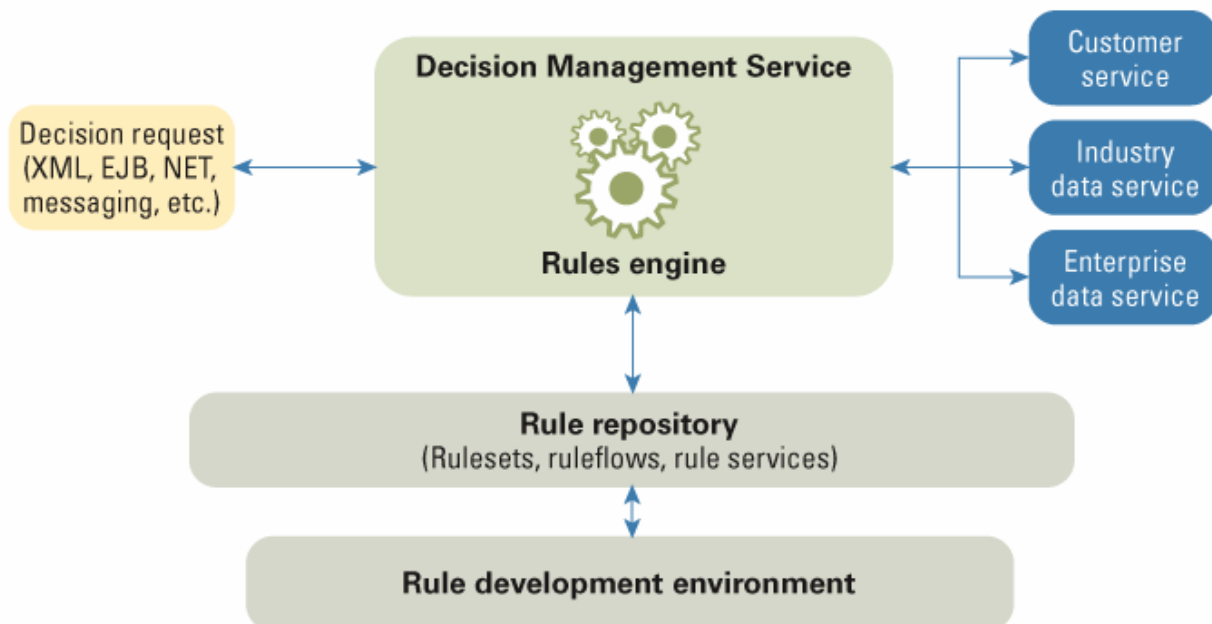 Decision Management Service
Rules engine
Decision request
(XML, EJB, NET,
messaging, etc.)
Customer
service
Industry
data service
Enterprise
data service
Rule repository
(Rulesets, ruleflows, rule services)
Rule development environment